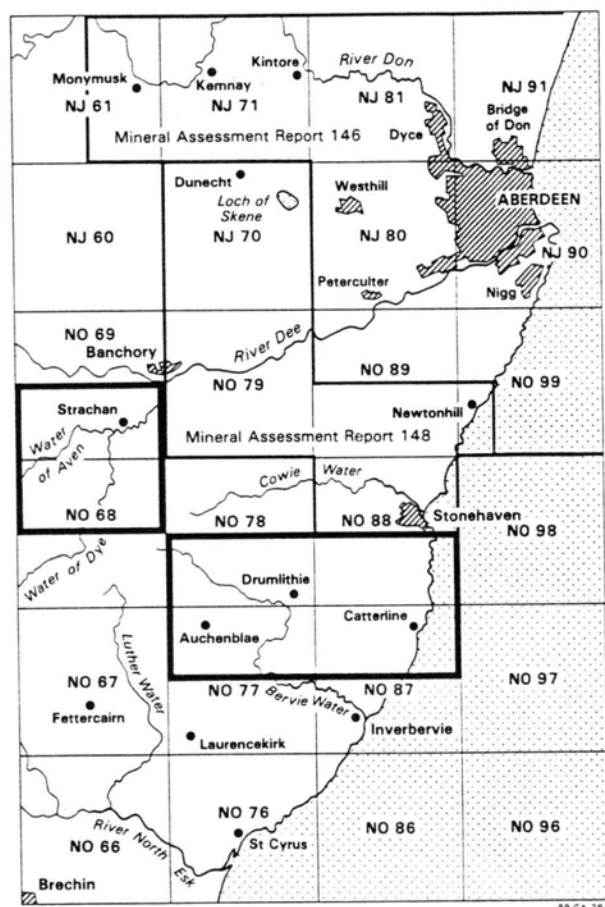 Monymusk
Kemnay
Kintore
River Don
NJ 61
NJ 71
NJ 81
NJ 91
Bridge
of Don
Mineral Assessment Report 146
Dyce
Dunecht
Westhill
ABERDEEN
Loch of
Skene
NJ 60
NJ 70
NJ 80
NJ 90
Peterculter
Nigg
NO 69
River Dee
Banchory
NO 79
NO 89
NO 99
Strachan
Newtonhill
Water
of Aven
Mineral Assessment Report 148
Cowie Water
NO 68
NO 78
NO 88
Stonehaven
NO 98
Water of Dye
Drumlithie
Auchenblae
Catterline
Luther Water
NO 67
NO 77
NO 87
NO 97
Bervie Water
Fettercairn
Inverbervie
Laurencekirk
NO 76
NO 86
NO 96
River North Esk
NO 66
St Cyrus
Brechin